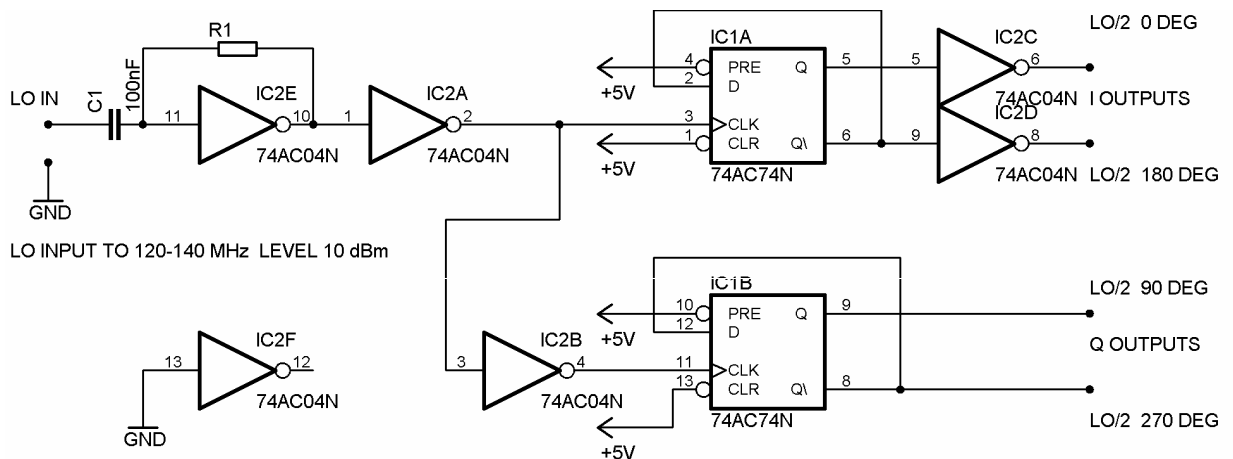 R1
LO IN
C1
100nF
11
IC2E
10
74AC04N
1
IC2A
2
74AC04N
GND
LO INPUT TO 120-140 MHz LEVEL 10 dBm
IC1A
4
PRE
Q
5
2
D
+5V
3
CLK
1
CLR
Q\
6
+5V
74AC74N
5
IC2C
6
74AC04N
9
IC2D
8
74AC04N
LO/2 0 DEG
I OUTPUTS
LO/2 180 DEG
13
IC2F
12
74AC04N
GND
3
IC2B
4
74AC04N
IC1B
10
PRE
Q
9
12
D
+5V
11
CLK
13
CLR
Q\
8
+5V
74AC74N
LO/2 90 DEG
Q OUTPUTS
LO/2 270 DEG